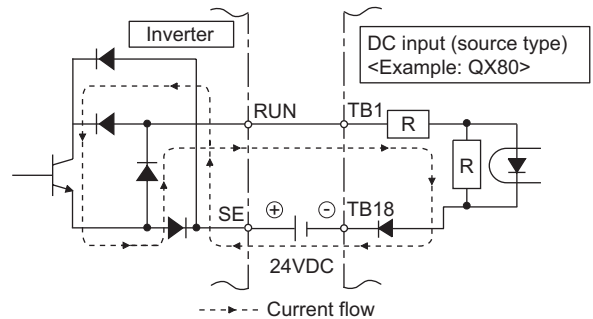 Inverter
DC input (source type)
<Example: QX80>
RUN
TB1
R
R
SE
⊕
⊖
TB18
24VDC
Current flow